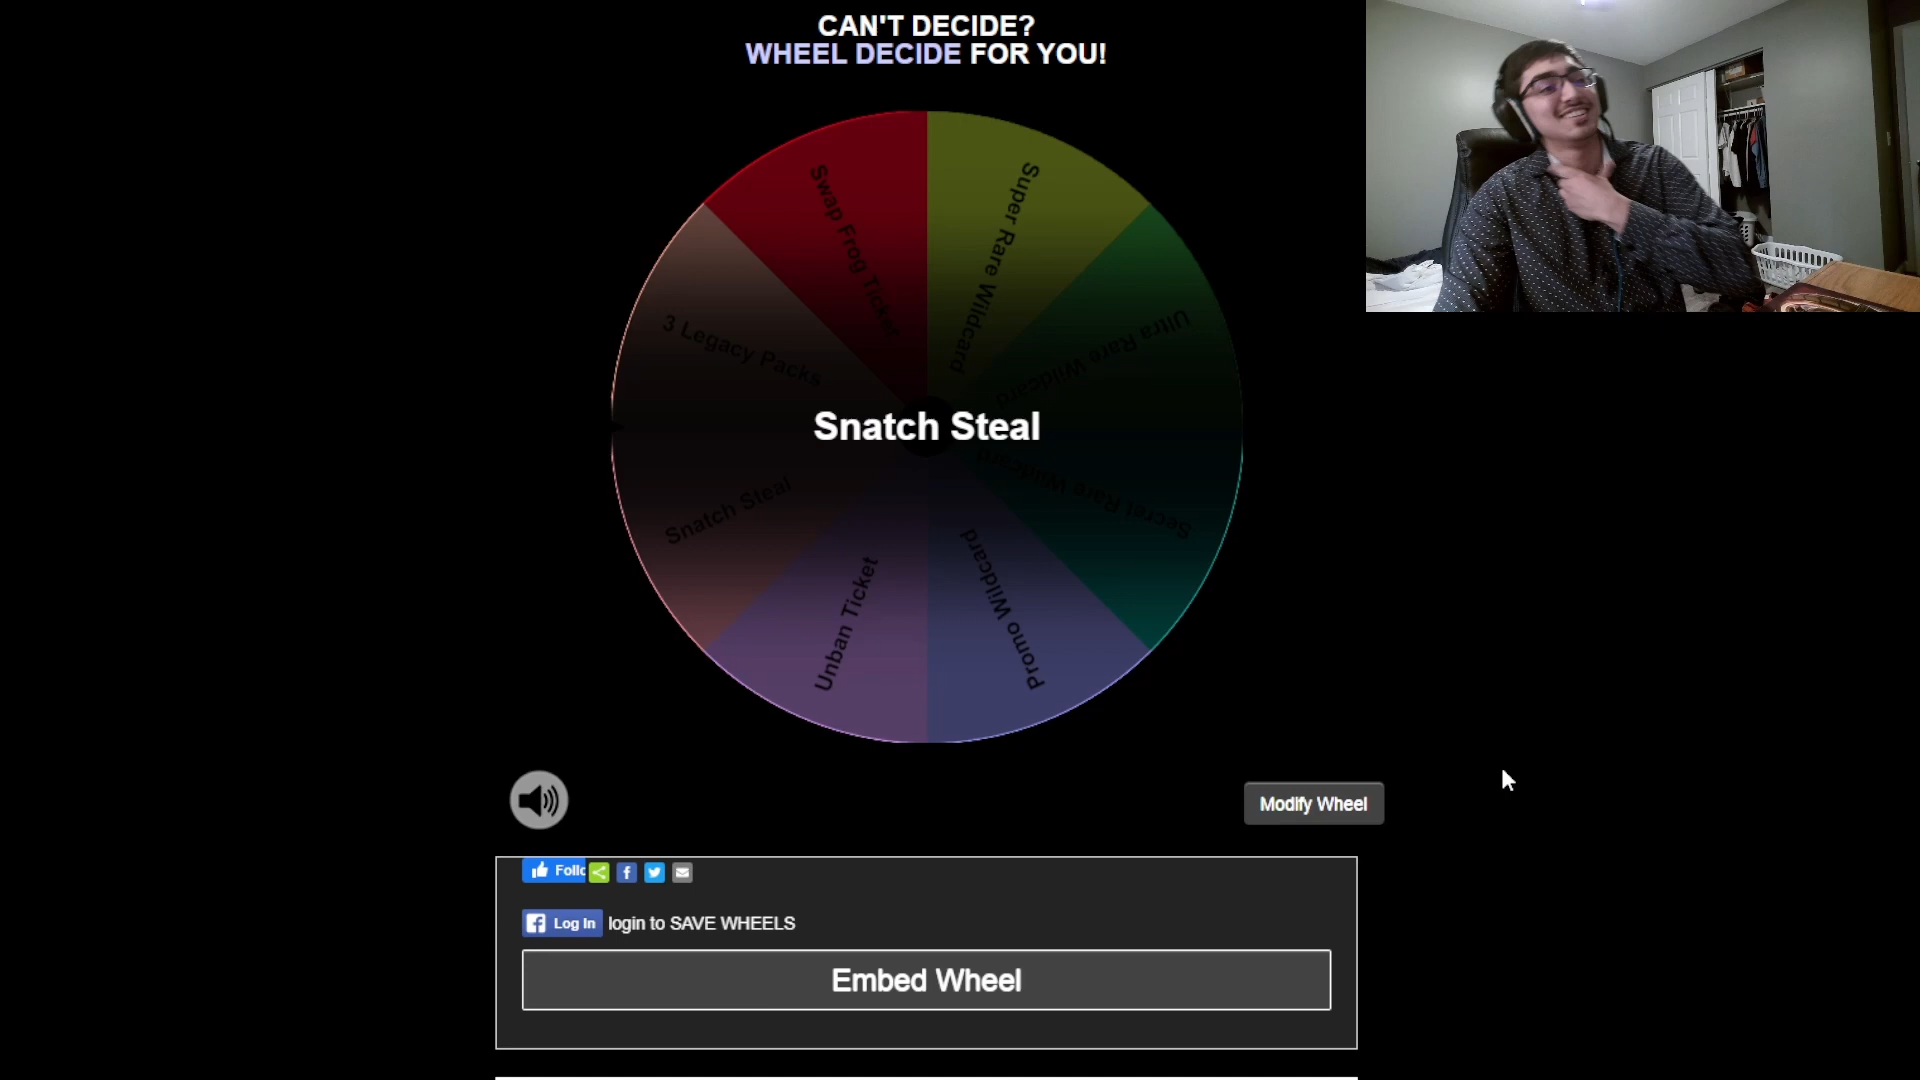 CAN'T DECIDE?
WHEEL DECIDE FOR YOU!
Swap Frog Ticket
Super Rare Wildcard
3 Legacy Packs
Ultra Rare Wildcard
Snatch Steal
Snatch Steal
Secret Rare Wildcard
Unban Ticket
Promo Wildcard
Modify Wheel
Follo
Log In login to SAVE WHEELS
Embed Wheel